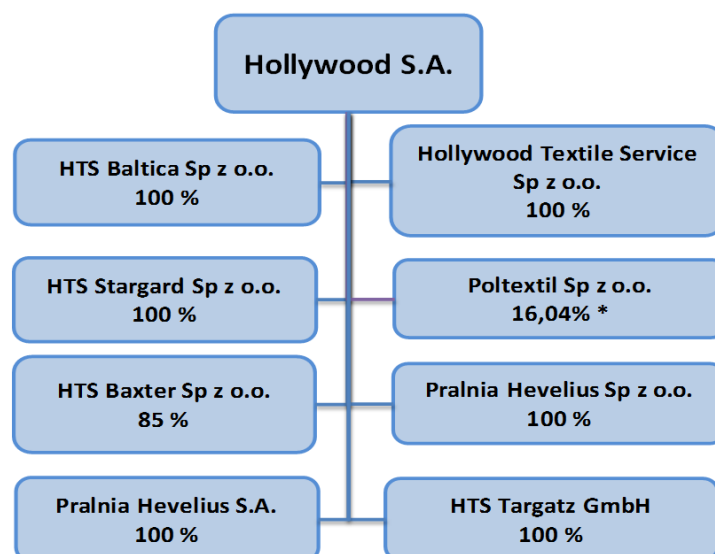 Hollywood S.A.
HTS Baltica Sp z o.o.
100 %
Hollywood Textile Service
Sp z o.o.
100 %
HTS Stargard Sp z o.o.
100 %
Poltextil Sp z o.o.
16,04% *
HTS Baxter Sp z o.o.
85 %
Pralnia Hevelius Sp z o.o.
100 %
Pralnia Hevelius S.A.
100 %
HTS Targatz GmbH
100 %